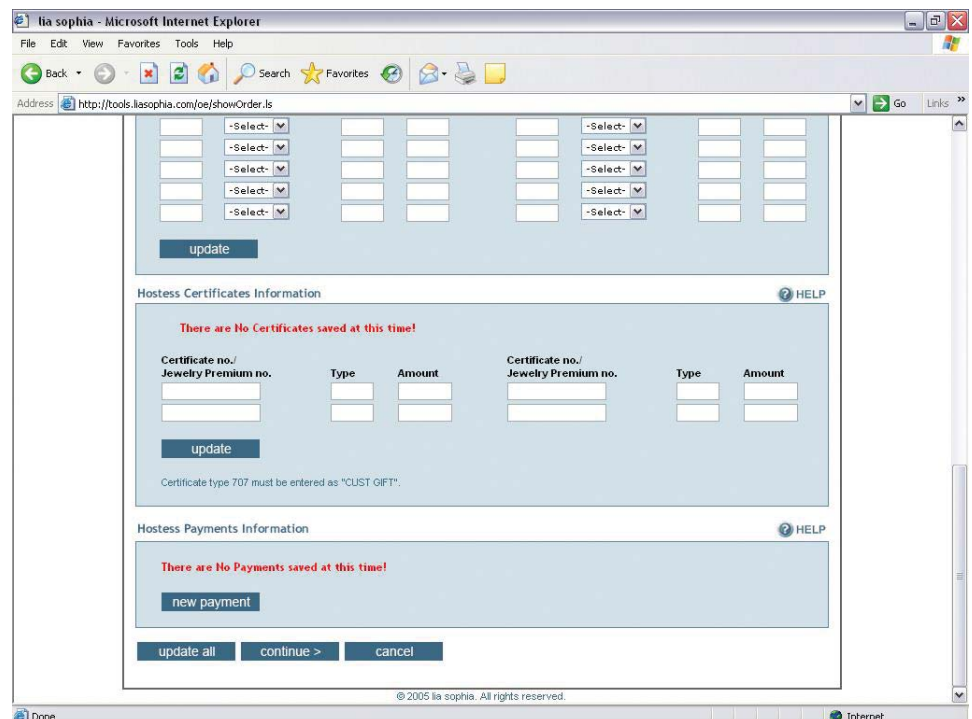 lia sophia - Microsoft Internet Explorer
File Edit View Favorites Tools Help
Back Search Favorites
Address http://tools.liasophia.com/oe/showOrder.ls Go Links »
-Select- -Select-
-Select- -Select-
-Select- -Select-
-Select- -Select-
-Select- -Select-
update
Hostess Certificates Information HELP
There are No Certificates saved at this time!
Certificate no./ Certificate no./
Jewelry Premium no. Type Amount Jewelry Premium no. Type Amount
update
Certificate type 707 must be entered as "CUST GIFT".
Hostess Payments Information HELP
There are No Payments saved at this time!
new payment
update all continue > cancel
© 2005 lia sophia. All rights reserved.
Done Internet